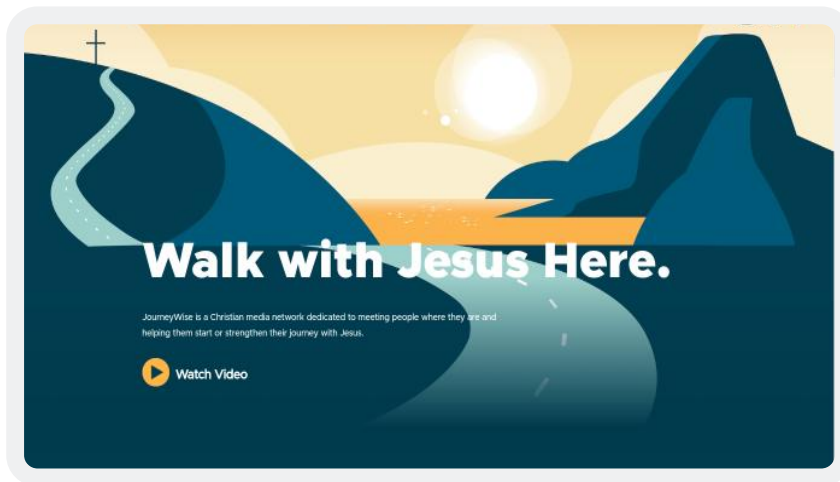 Walk with Jesus Here.
JourneyWise is a Christian media network dedicated to meeting people where they are and
helping them start or strengthen their journey with Jesus.
Watch Video